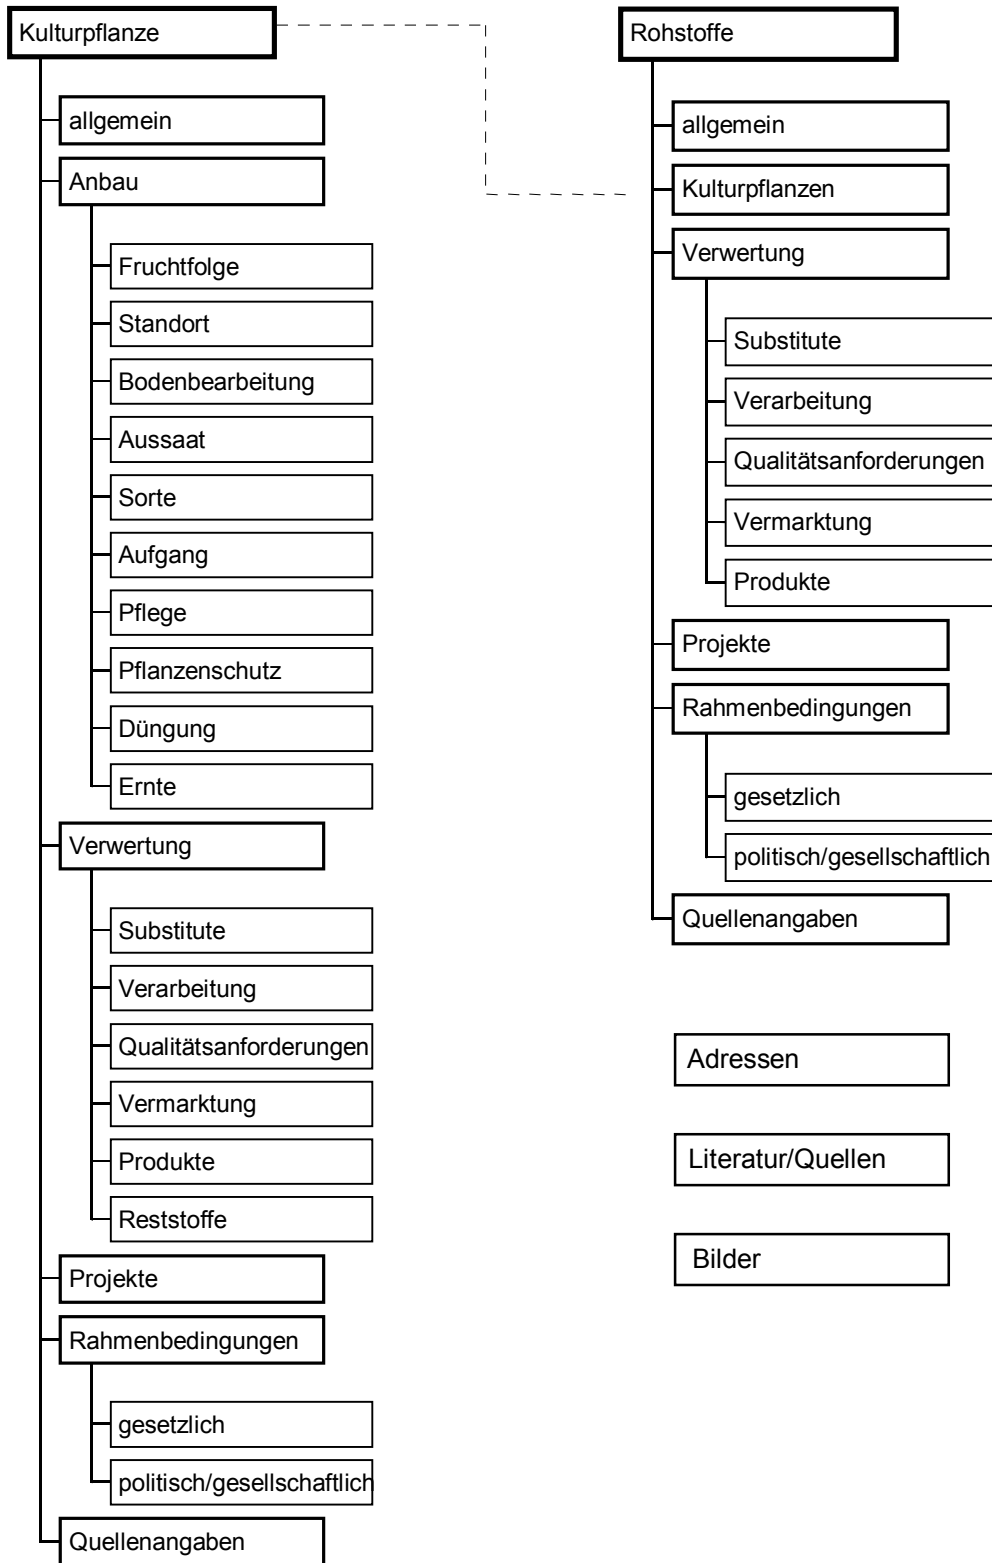 Kulturpflanze
allgemein
Anbau
Fruchtfolge
Standort
Bodenbearbeitung
Aussaat
Sorte
Aufgang
Pflege
Pflanzenschutz
Düngung
Ernte
Verwertung
Substitute
Verarbeitung
Qualitätsanforderungen
Vermarktung
Produkte
Reststoffe
Projekte
Rahmenbedingungen
gesetzlich
politisch/gesellschaftlich
Quellenangaben
Rohstoffe
allgemein
Kulturpflanzen
Verwertung
Substitute
Verarbeitung
Qualitätsanforderungen
Vermarktung
Produkte
Projekte
Rahmenbedingungen
gesetzlich
politisch/gesellschaftlich
Quellenangaben
Adressen
Literatur/Quellen
Bilder